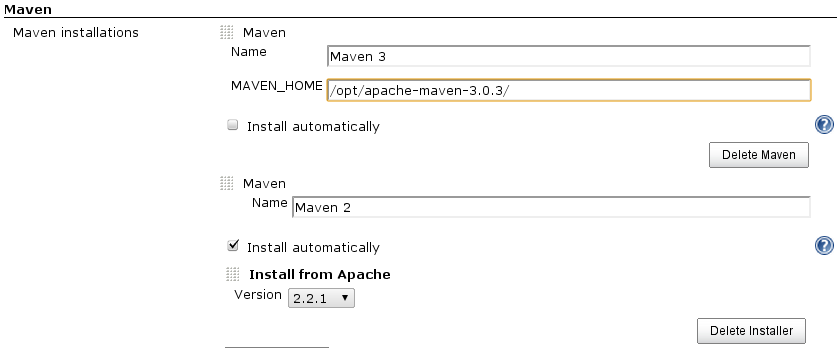 Maven
Maven installations
Maven
Name Maven 3
MAVEN_HOME /opt/apache-maven-3.0.3/
Install automatically ?
Delete Maven
Maven
Name Maven 2
Install automatically ?
Install from Apache
Version 2.2.1
Delete Installer